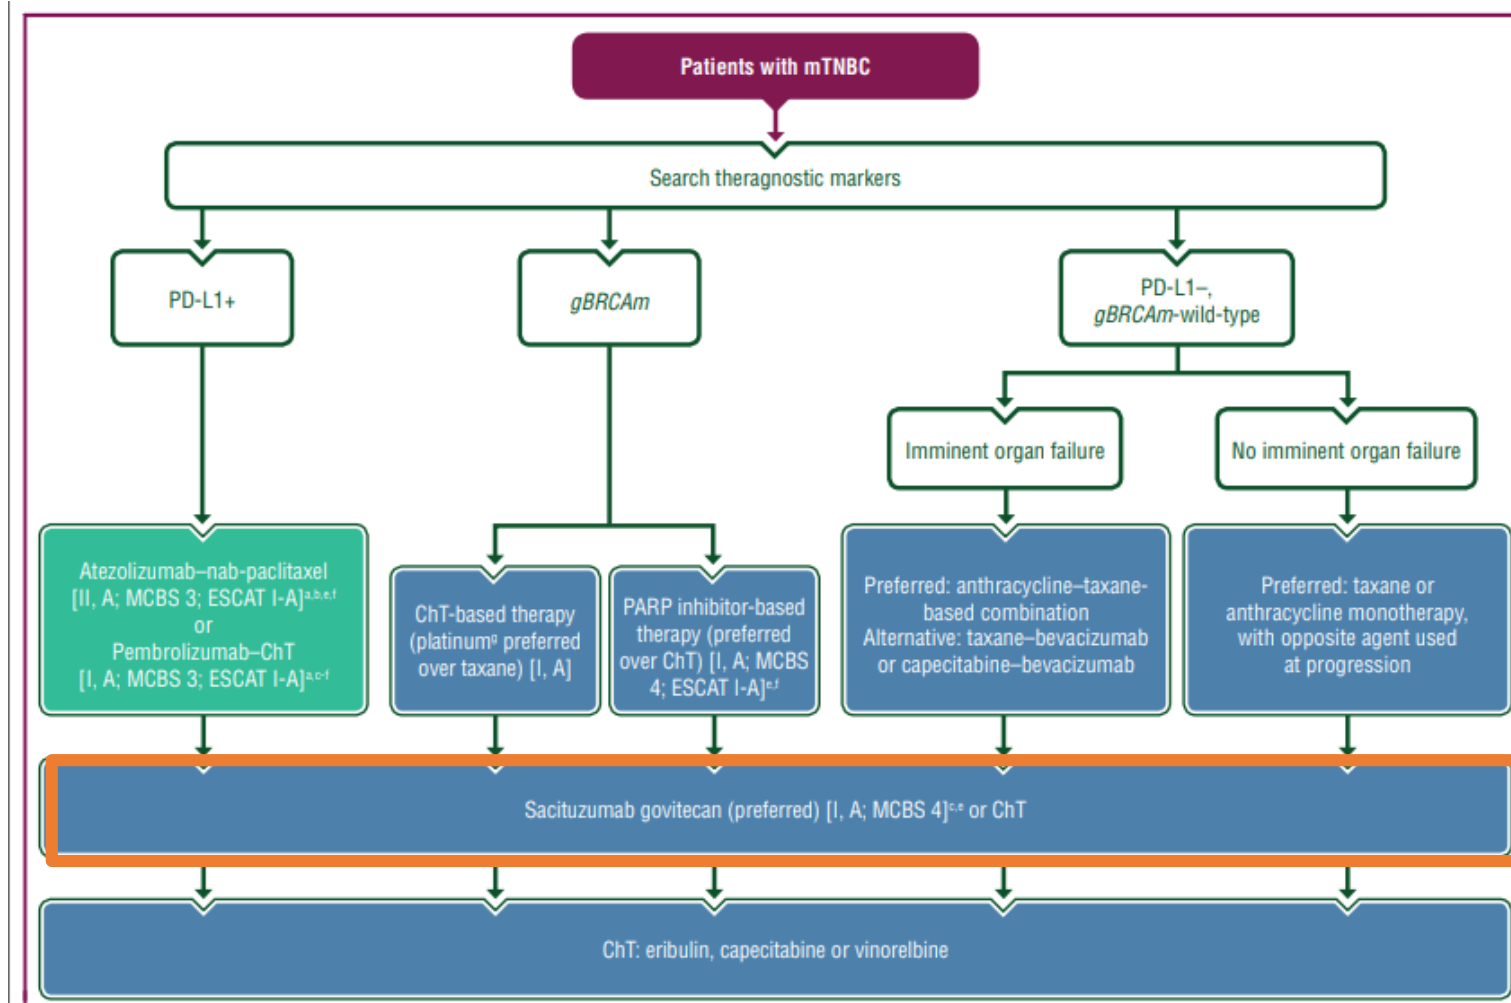 Patients with mTNBC
Search theragnostic markers
PD-L1+
gBRCAm
PD-L1–,
gBRCAm-wild-type
Imminent organ failure
No imminent organ failure
Atezolizumab–nab-paclitaxel
[II, A; MCBS 3; ESCAT I-A]a,b,e,f
or
Pembrolizumab–ChT
[I, A; MCBS 3; ESCAT I-A]a,c-f
ChT-based therapy
(platinumg preferred
over taxane) [I, A]
PARP inhibitor-based
therapy (preferred
over ChT) [I, A; MCBS
4; ESCAT I-A]e,f
Preferred: anthracycline–taxane-
based combination
Alternative: taxane–bevacizumab
or capecitabine–bevacizumab
Preferred: taxane or
anthracycline monotherapy,
with opposite agent used
at progression
Sacituzumab govitecan (preferred) [I, A; MCBS 4]c,e or ChT
ChT: eribulin, capecitabine or vinorelbine